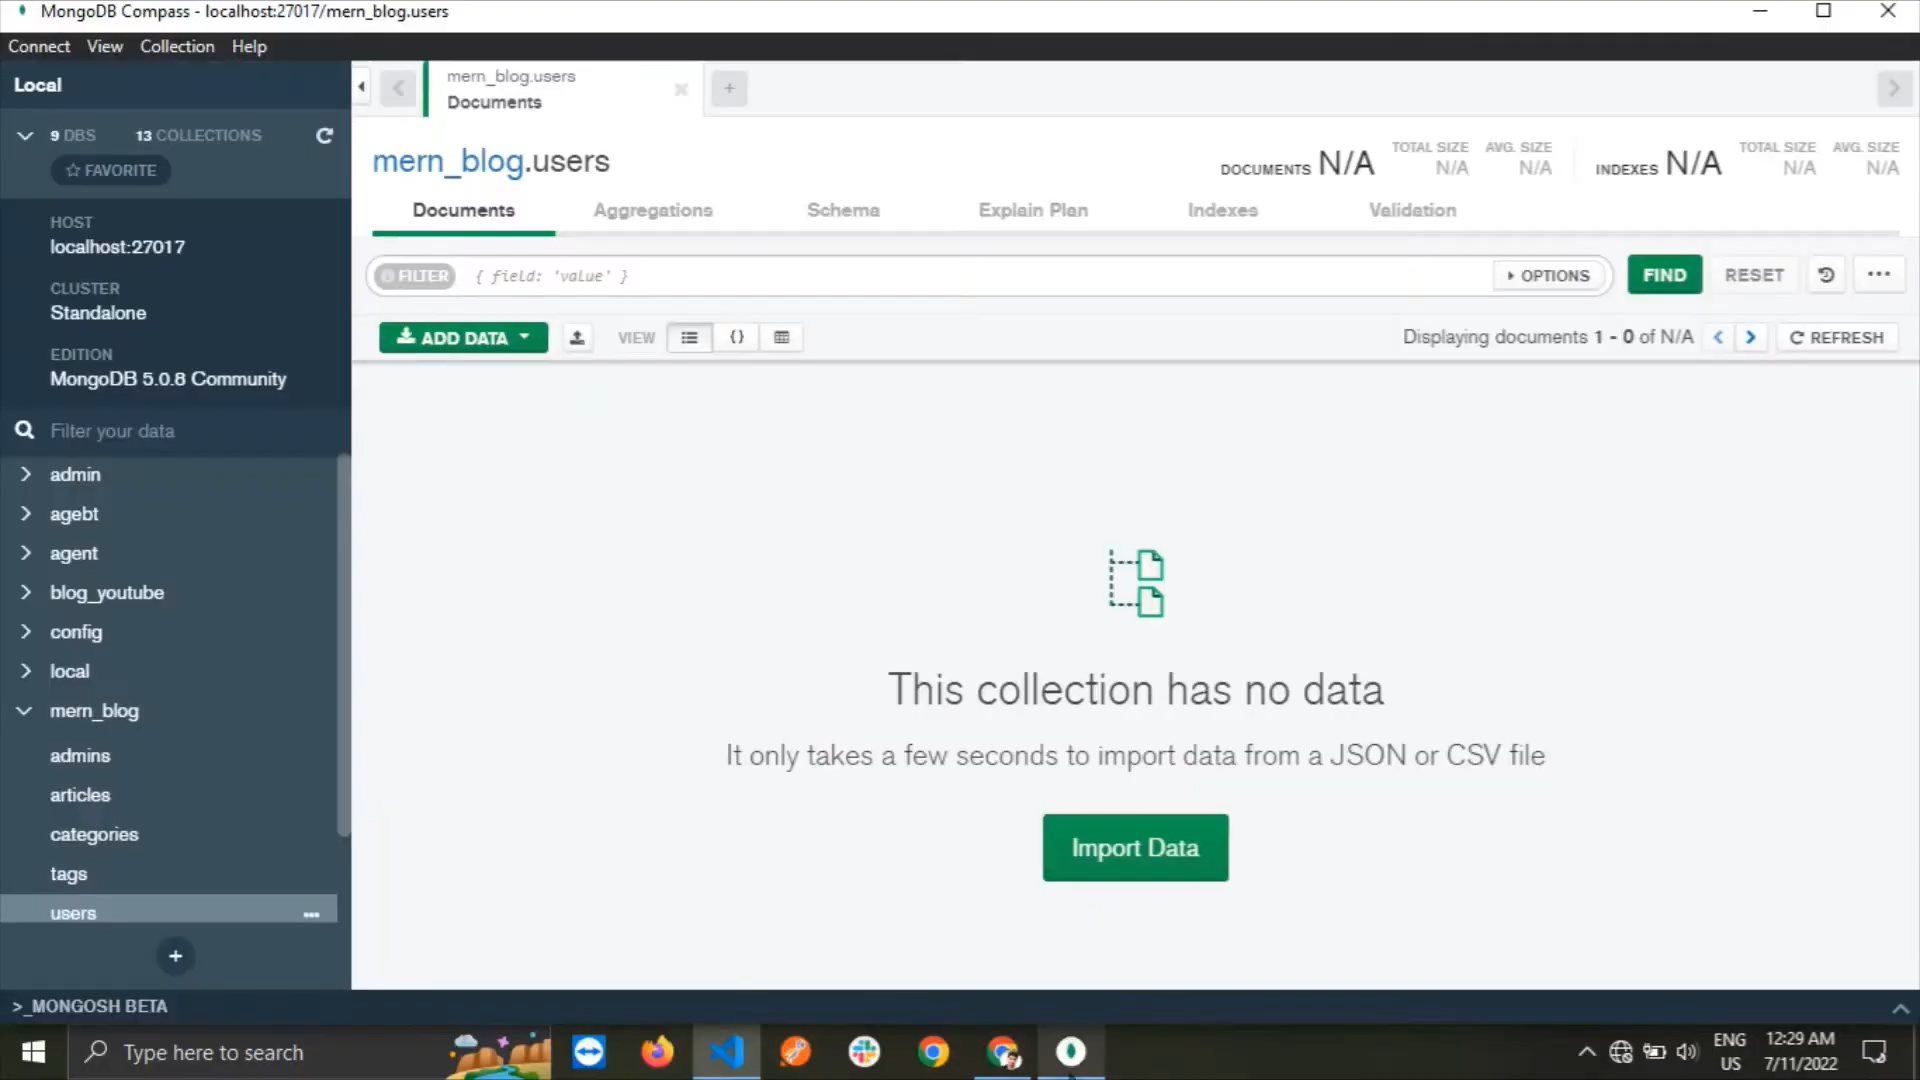 MongoDB Compass - localhost:27017/mern_blog.users
Connect View Collection Help
Local
9 DBS 13 COLLECTIONS
FAVORITE
HOST
localhost:27017
CLUSTER
Standalone
EDITION
MongoDB 5.0.8 Community
Filter your data
admin
agebt
agent
blog_youtube
config
local
mern_blog
admins
articles
categories
tags
users
mern_blog.users
Documents
mern_blog.users
DOCUMENTS N/A TOTAL SIZE N/A AVG. SIZE N/A INDEXES N/A TOTAL SIZE N/A AVG. SIZE N/A
Documents Aggregations Schema Explain Plan Indexes Validation
FILTER { field: 'value' } OPTIONS FIND RESET
ADD DATA VIEW {} Displaying documents 1 - 0 of N/A REFRESH
This collection has no data
It only takes a few seconds to import data from a JSON or CSV file
Import Data
>_MONGOSH BETA
Type here to search
ENG
US
12:29 AM
7/11/2022